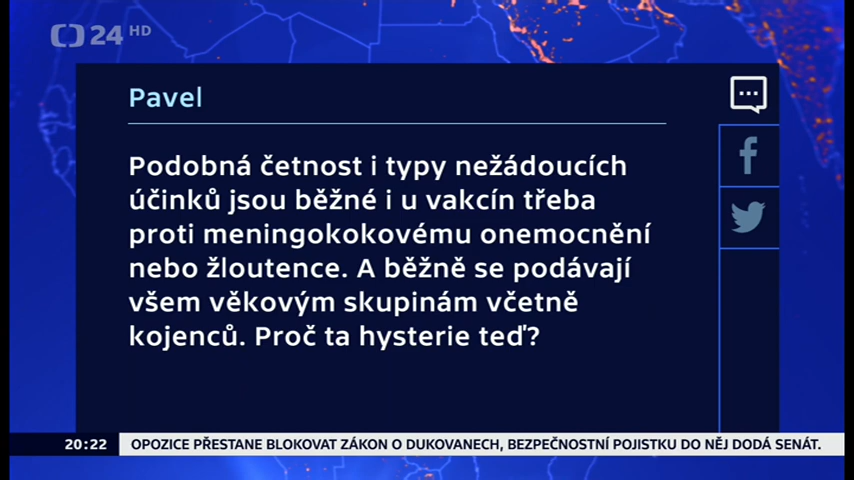 ČT24 HD
Pavel
Podobná četnost i typy nežádoucích
účinků jsou běžné i u vakcín třeba
proti meningokokovému onemocnění
nebo žloutence. A běžně se podávají
všem věkovým skupinám včetně
kojenců. Proč ta hysterie teď?
20:22 OPOZICE PŘESTANE BLOKOVAT ZÁKON O DUKOVANECH, BEZPEČNOSTNÍ POJISTKU DO NĚJ DODÁ SENÁT.